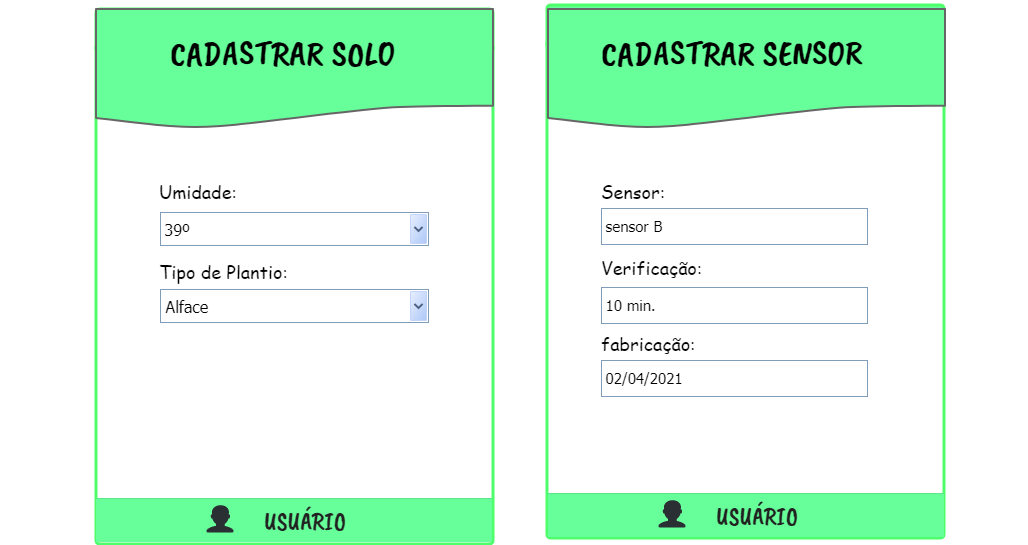 CADASTRAR SOLO
Umidade:
39º
Tipo de Plantio:
Alface
USUÁRIO
CADASTRAR SENSOR
Sensor:
sensor B
Verificação:
10 min.
fabricação:
02/04/2021
USUÁRIO